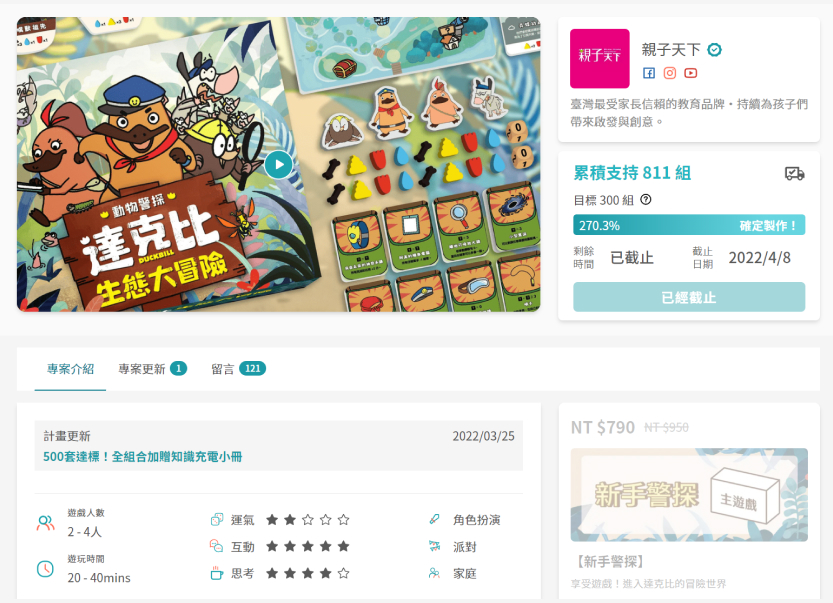 動物警探
達克比
DUCKBILL
生態大冒險
親子天下
親子天下
臺灣最受家長信賴的教育品牌・持續為孩子們
帶來啟發與創意。
累積支持 811 組
目標 300 組
270.3% 確定製作！
剩餘時間 已截止 截止日期 2022/4/8
已經截止
專案介紹 專案更新 1 留言 121
計畫更新 2022/03/25
500套達標！全組合加贈知識充電小冊
遊戲人數
2 - 4人
遊玩時間
20 - 40mins
運氣
互動
思考
角色扮演
派對
家庭
NT $790 NT $950
新手警探
主遊戲
【新手警探】
享受遊戲！進入達克比的冒險世界